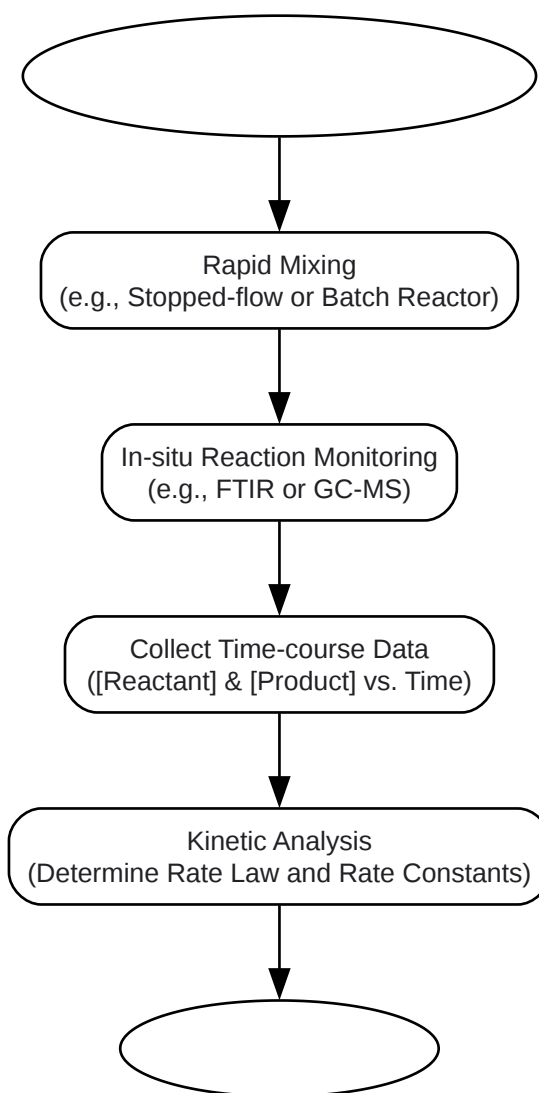 Rapid Mixing
(e.g., Stopped-flow or Batch Reactor)
In-situ Reaction Monitoring
(e.g., FTIR or GC-MS)
Collect Time-course Data
([Reactant] & [Product] vs. Time)
Kinetic Analysis
(Determine Rate Law and Rate Constants)